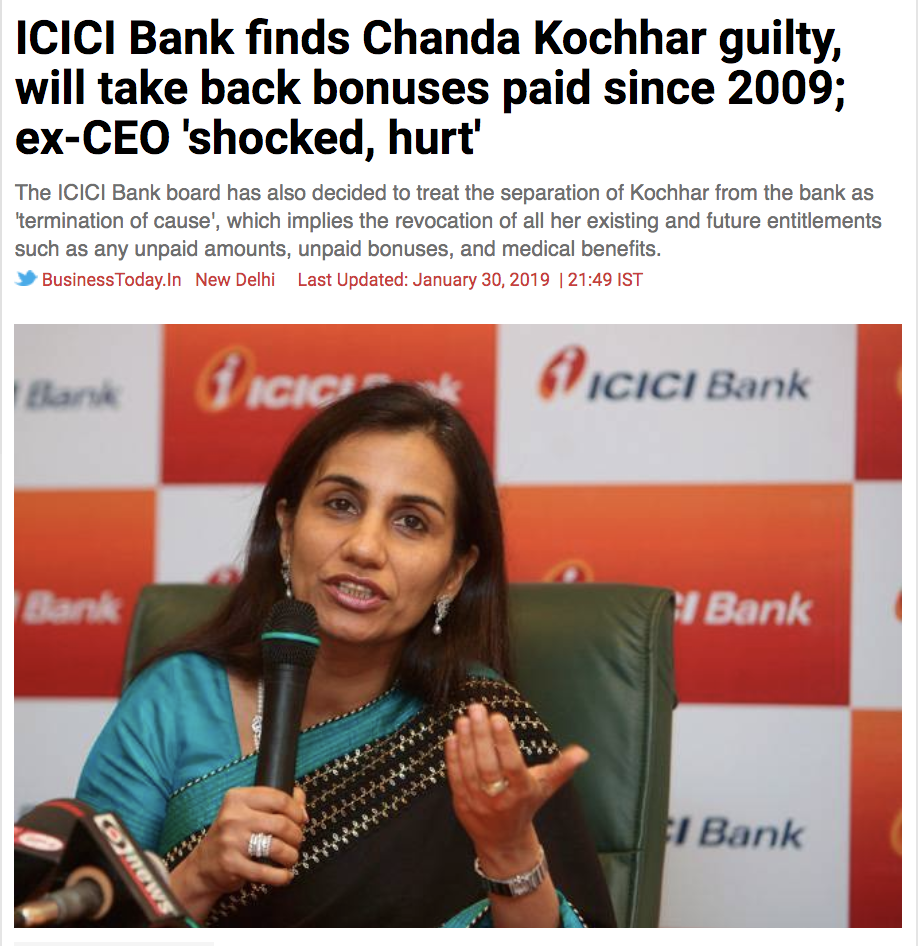 ICICI Bank finds Chanda Kochhar guilty,
will take back bonuses paid since 2009;
ex-CEO 'shocked, hurt'
The ICICI Bank board has also decided to treat the separation of Kochhar from the bank as
'termination of cause', which implies the revocation of all her existing and future entitlements
such as any unpaid amounts, unpaid bonuses, and medical benefits.
BusinessToday.In New Delhi Last Updated: January 30, 2019 | 21:49 IST
Bank
ICICI
ICICI Bank
Bank
I Bank
I Bank
news